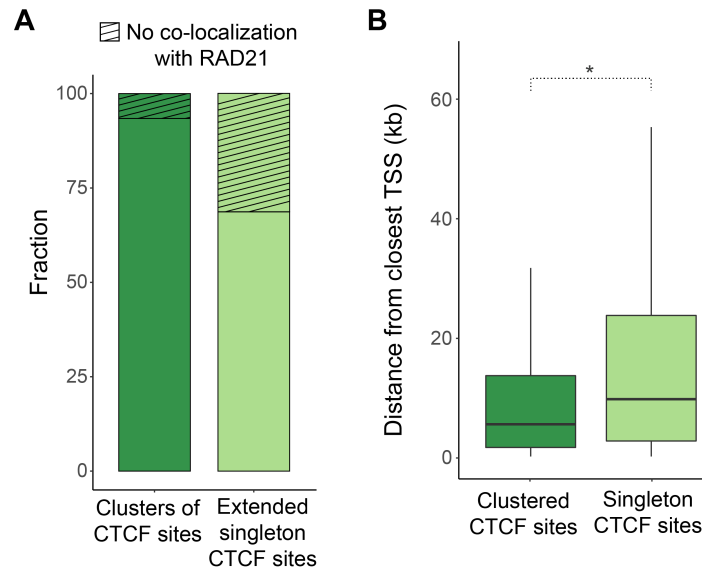 A
No co-localization
with RAD21
Fraction
100
75
50
25
0
Clusters of
CTCF sites
Extended
singleton
CTCF sites
B
*
Distance from closest TSS (kb)
60
40
20
0
Clustered
CTCF sites
Singleton
CTCF sites